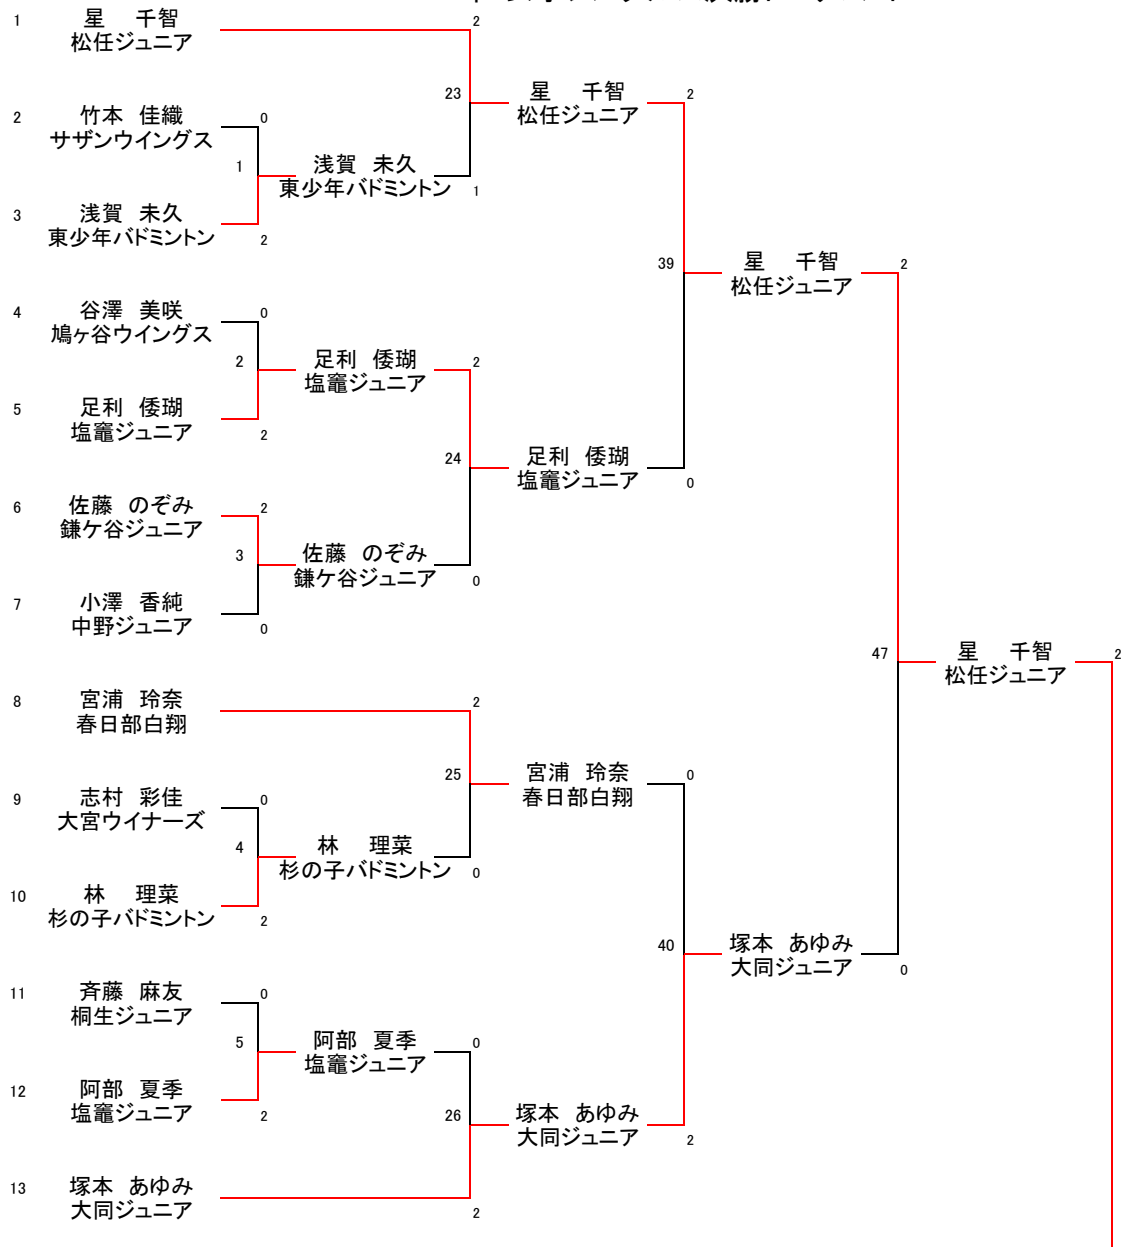 1
星 千智
松任ジュニア
2
2
竹本 佳織
サザンウイングス
0
1
浅賀 未久
東少年バドミントン
1
3
浅賀 未久
東少年バドミントン
2
23
星 千智
松任ジュニア
2
4
谷澤 美咲
鳩ヶ谷ウイングス
0
2
足利 倭瑚
塩竈ジュニア
2
5
足利 倭瑚
塩竈ジュニア
2
24
足利 倭瑚
塩竈ジュニア
0
6
佐藤 のぞみ
鎌ケ谷ジュニア
2
3
佐藤 のぞみ
鎌ケ谷ジュニア
0
7
小澤 香純
中野ジュニア
0
39
星 千智
松任ジュニア
2
47
星 千智
松任ジュニア
2
8
宮浦 玲奈
春日部白翔
2
25
宮浦 玲奈
春日部白翔
0
9
志村 彩佳
大宮ウイナーズ
0
4
林 理菜
杉の子バドミントン
0
10
林 理菜
杉の子バドミントン
2
40
塚本 あゆみ
大同ジュニア
0
11
斉藤 麻友
桐生ジュニア
0
5
阿部 夏季
塩竈ジュニア
0
12
阿部 夏季
塩竈ジュニア
2
26
塚本 あゆみ
大同ジュニア
2
13
塚本 あゆみ
大同ジュニア
2